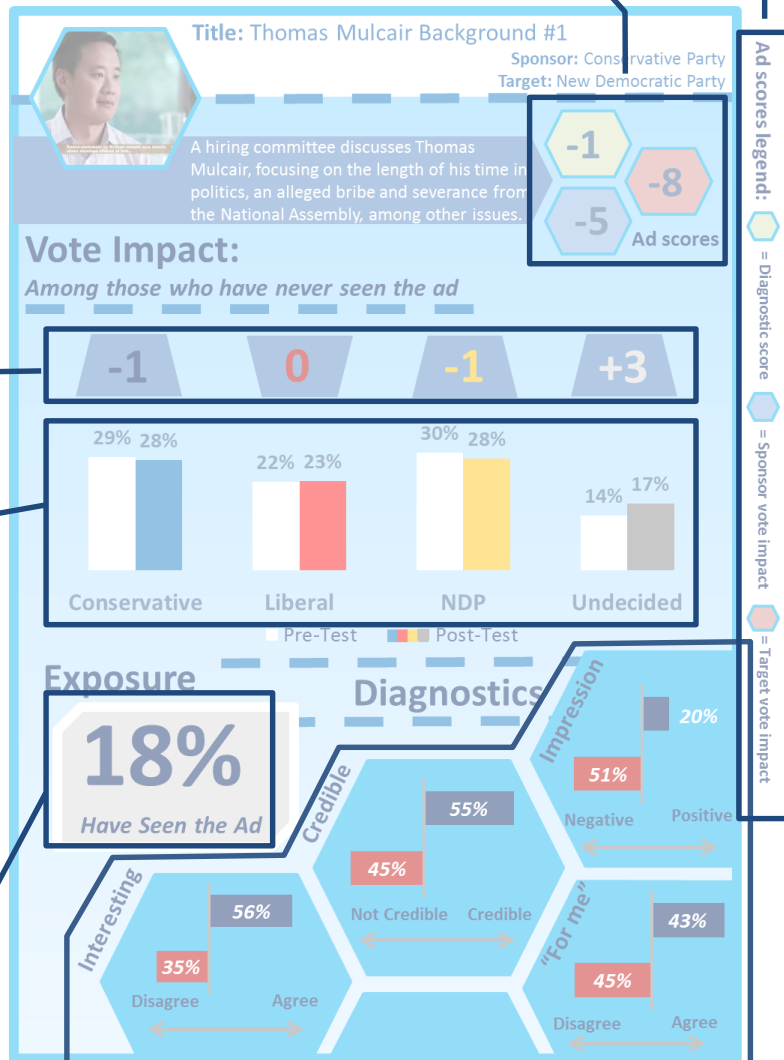 Title: Thomas Mulcair Background #1
Sponsor: Conservative Party
Target: New Democratic Party
A hiring committee discusses Thomas
Mulcair, focusing on the length of his time in
politics, an alleged bribe and severance from
the National Assembly, among other issues.
-1
-8
-5
Ad scores
Ad scores legend:
= Diagnostic score
= Sponsor vote impact
= Target vote impact
Vote Impact:
Among those who have never seen the ad
-1 0 -1 +3
29% 28% 22% 23% 30% 28% 14% 17%
Conservative Liberal NDP Undecided
Pre-Test Post-Test
Exposure
18%
Have Seen the Ad
Diagnostics
Impression
20%
51%
Negative Positive
Credible
55%
45%
Not Credible Credible
Interesting
56%
35%
Disagree Agree
"For me"
43%
45%
Disagree Agree